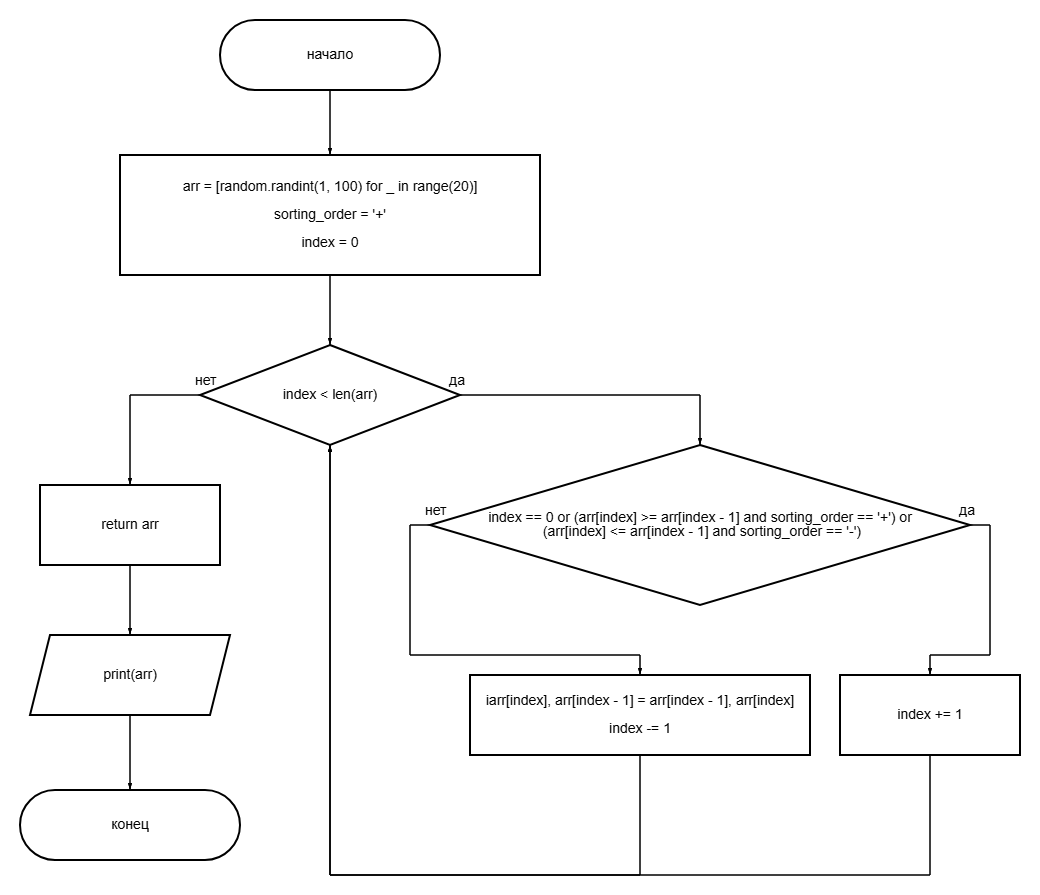 начало
arr = [random.randint(1, 100) for _ in range(20)]
sorting_order = '+'
index = 0
нет
да
index < len(arr)
return arr
print(arr)
конец
нет
да
index == 0 or (arr[index] >= arr[index - 1] and sorting_order == '+') or
(arr[index] <= arr[index - 1] and sorting_order == '-')
iarr[index], arr[index - 1] = arr[index - 1], arr[index]
index -= 1
index += 1